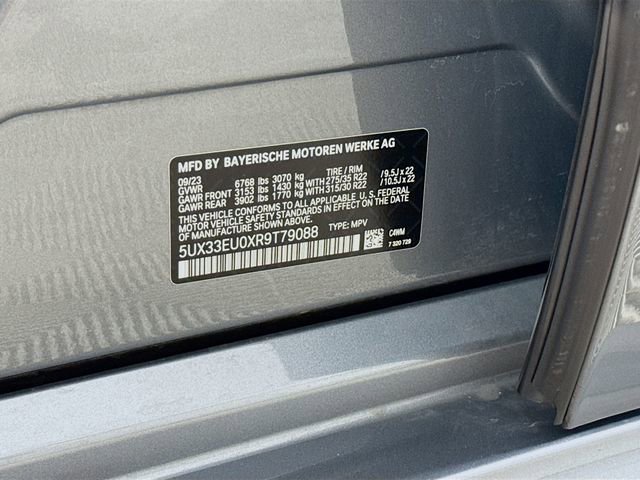 MFD BY BAYERISCHE MOTOREN WERKE AG
09/23
GVWR 6768 lbs 3070 kg TIRE / RIM
GAWR FRONT 3153 lbs 1430 kg WITH 275/35 R22 / 9.5J x 22
GAWR REAR 3902 lbs 1770 kg WITH 315/30 R22 / 10.5J x 22
THIS VEHICLE CONFORMS TO ALL APPLICABLE U. S. FEDERAL
MOTOR VEHICLE SAFETY STANDARDS IN EFFECT ON THE DATE
OF MANUFACTURE SHOWN ABOVE.
5UX33EU0XR9T79088 TYPE: MPV
C4WM
7 320 729